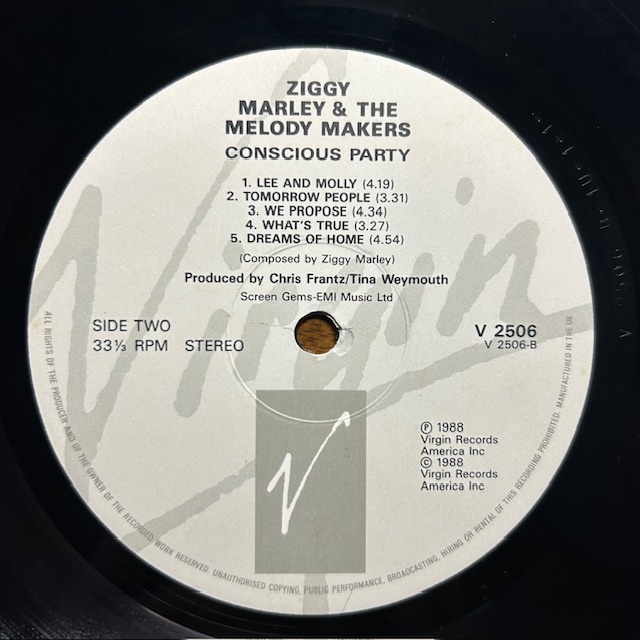 ZIGGY
MARLEY & THE
MELODY MAKERS
CONSCIOUS PARTY
1. LEE AND MOLLY (4.19)
2. TOMORROW PEOPLE (3.31)
3. WE PROPOSE (4.34)
4. WHAT'S TRUE (3.27)
5. DREAMS OF HOME (4.54)
(Composed by Ziggy Marley)
Produced by Chris Frantz/Tina Weymouth
Screen Gems-EMI Music Ltd
SIDE TWO
33⅓ RPM STEREO
V 2506
V 2506-B
℗ 1988
Virgin Records
America Inc
© 1988
Virgin Records
America Inc
Virgin
V
ALL RIGHTS OF THE PRODUCER AND OF THE OWNER OF THE RECORDED WORK RESERVED. UNAUTHORISED COPYING, PUBLIC PERFORMANCE, BROADCASTING, HIRING OR RENTAL OF THIS RECORDING PROHIBITED. MANUFACTURED IN THE UK